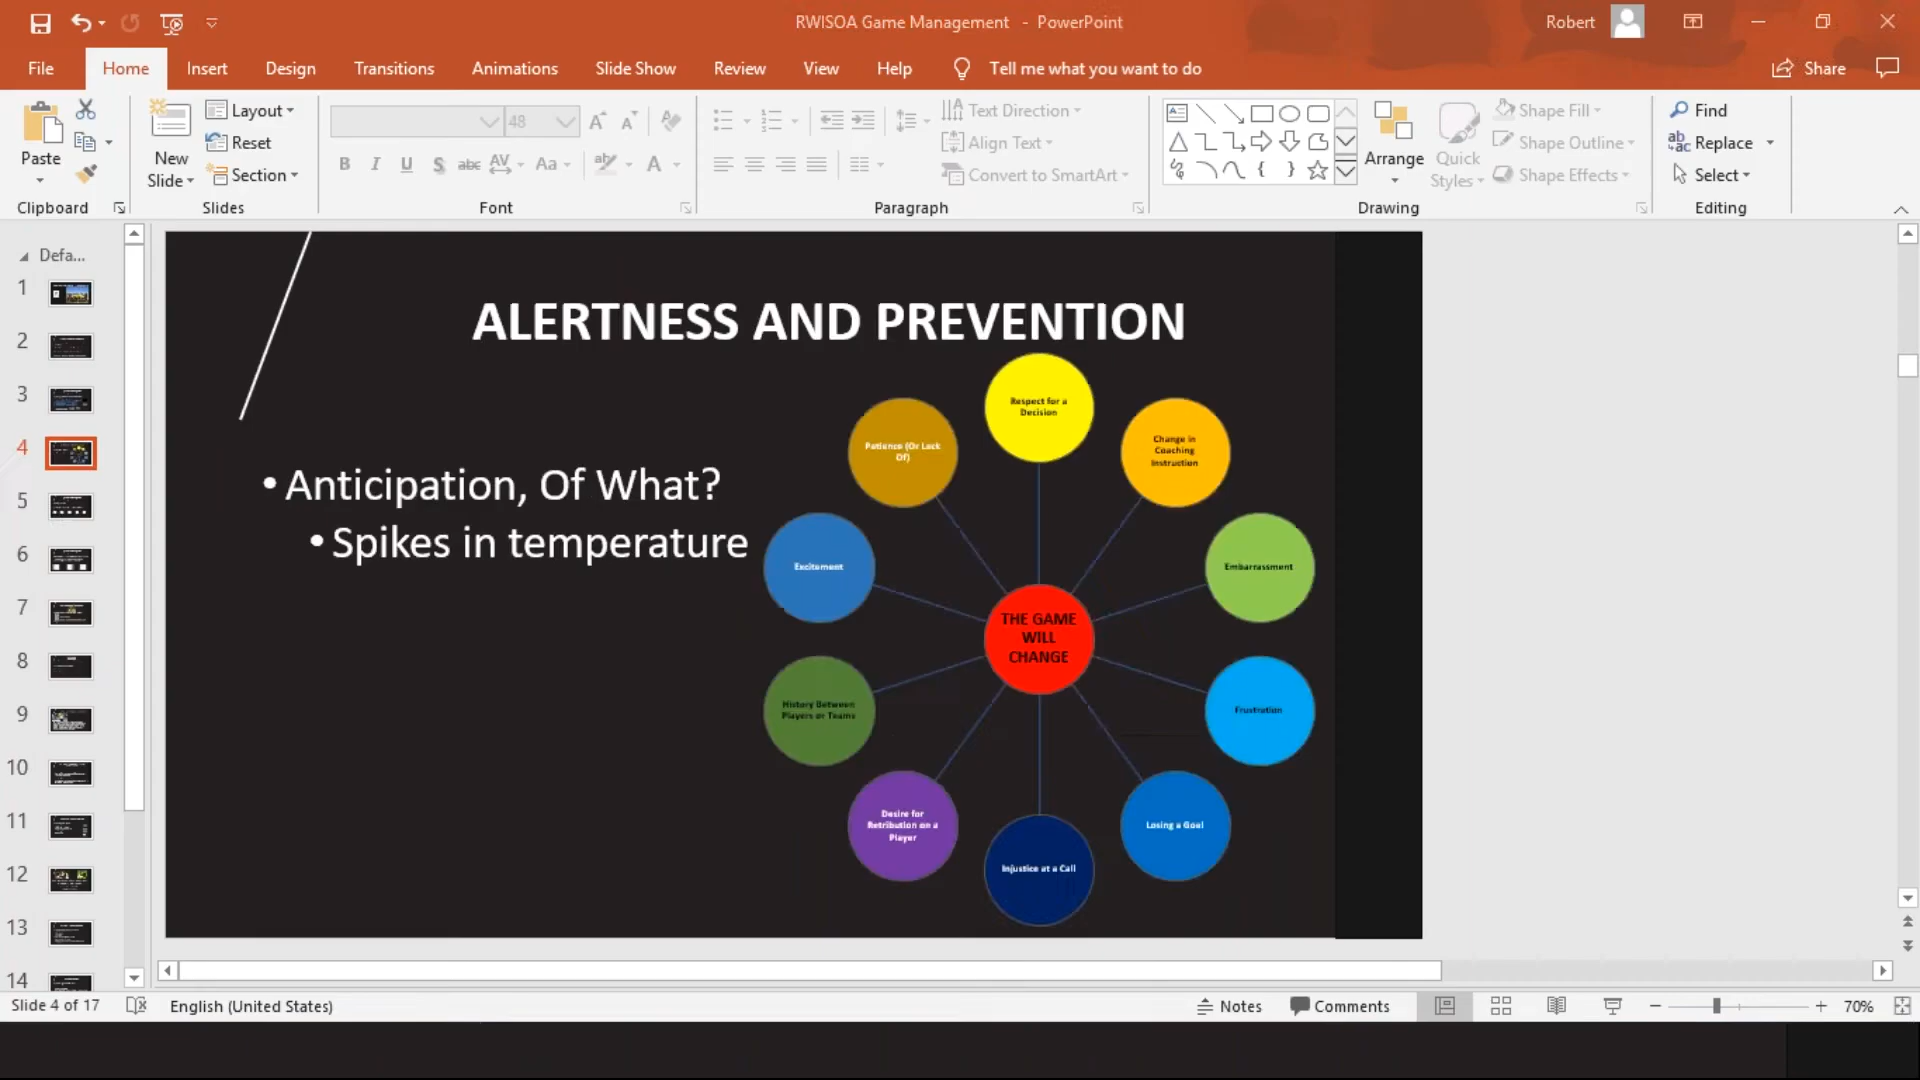 RWISOA Game Management - PowerPoint
Robert
File
Home
Insert
Design
Transitions
Animations
Slide Show
Review
View
Help
Tell me what you want to do
Share
Paste
Clipboard
New
Slide
Layout
Reset
Section
Slides
48
B
I
U
S
abc
AV
Aa
aby
A
Font
Text Direction
Align Text
Convert to SmartArt
Paragraph
Arrange
Quick
Styles
Shape Fill
Shape Outline
Shape Effects
Drawing
Find
Replace
Select
Editing
Defa...
1
2
3
4
5
6
7
8
9
10
11
12
13
14
ALERTNESS AND PREVENTION
• Anticipation, Of What?
• Spikes in temperature
Respect for a
Decision
Change in
Coaching
Instruction
Embarrassment
Frustration
Losing a Goal
Injustice at a Call
Desire for
Retribution on a
Player
History Between
Players or Teams
Excitement
Patience (Or Lack
Of)
THE GAME
WILL
CHANGE
Slide 4 of 17
English (United States)
Notes
Comments
70%